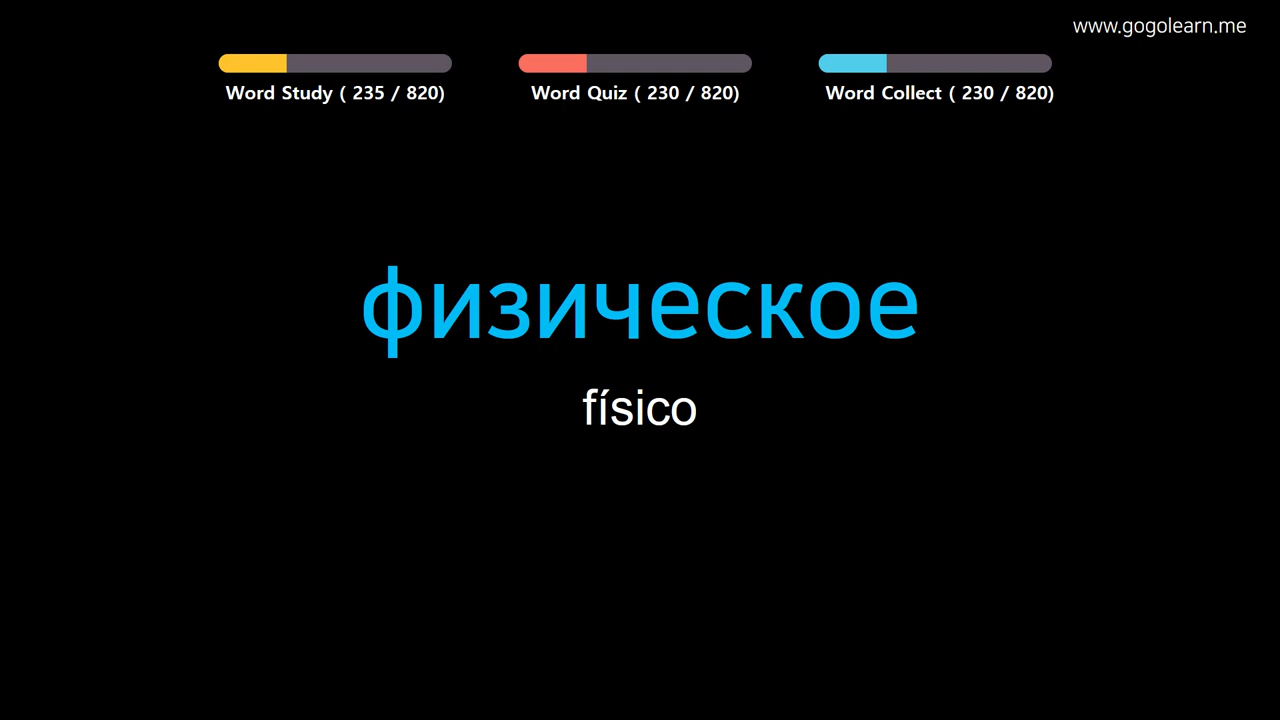 www.gogolearn.me
Word Study ( 235 / 820)
Word Quiz ( 230 / 820)
Word Collect ( 230 / 820)
физическое
físico